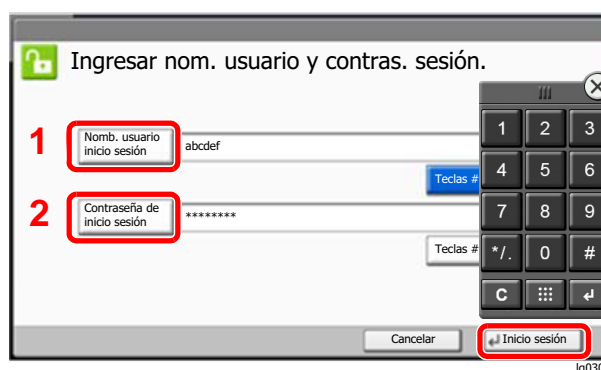 Ingresar nom. usuario y contras. sesión.
1
Nomb. usuario
inicio sesión
abcdef
Teclas #
2
Contraseña de
inicio sesión
********
Teclas #
1 2 3
4 5 6
7 8 9
*/. 0 #
C
Cancelar
Inicio sesión